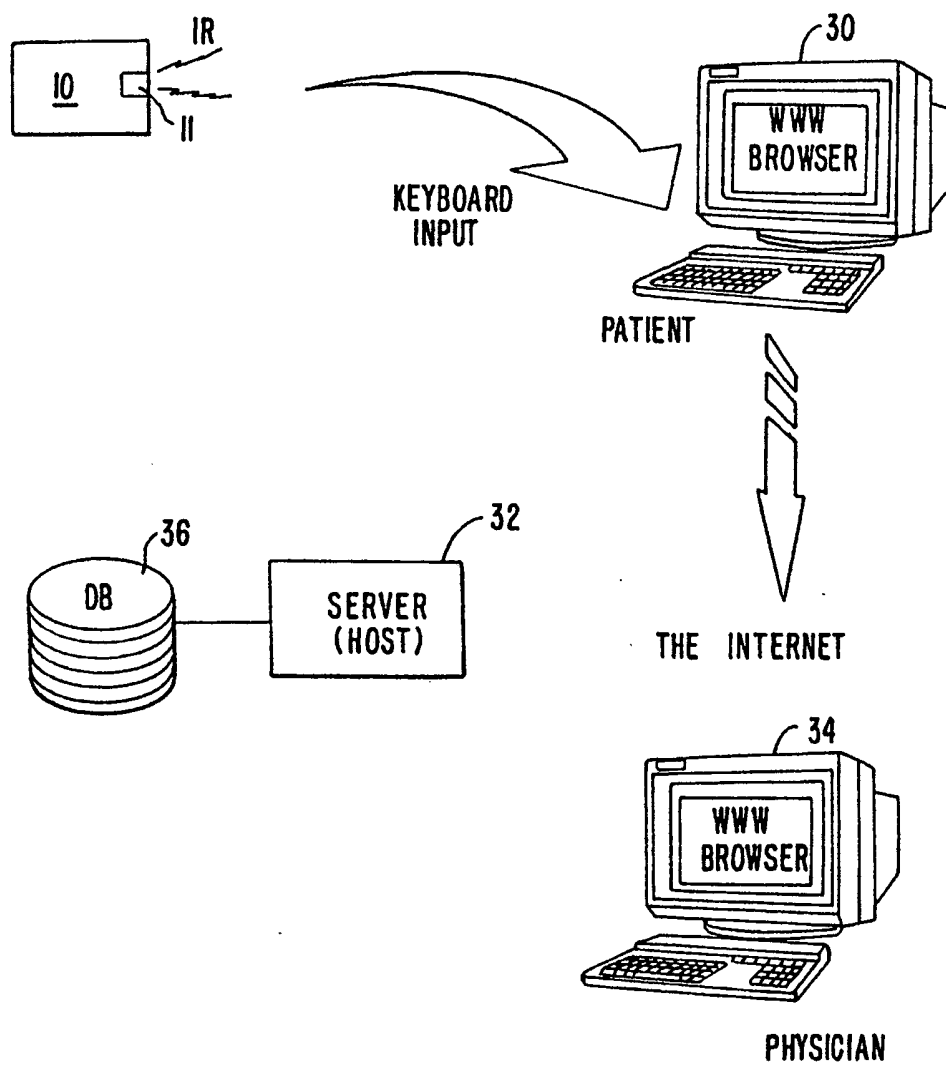 IR
10
11
30
WWW
BROWSER
KEYBOARD
INPUT
PATIENT
36
DB
32
SERVER
(HOST)
THE INTERNET
34
WWW
BROWSER
PHYSICIAN